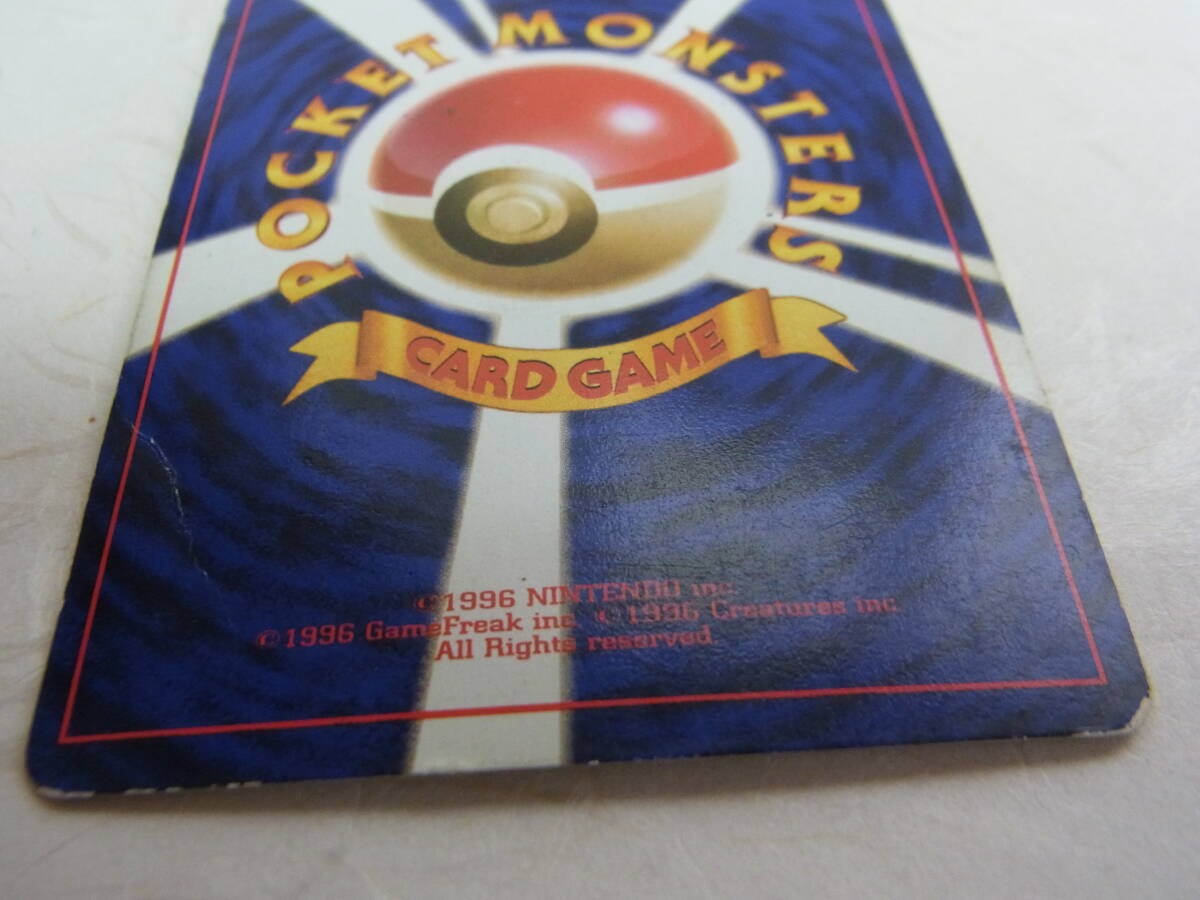 POCKET MONSTERS
CARD GAME
©1996 NINTENDO inc.
©1996 GameFreak inc. ©1996 Creatures inc.
All Rights reserved.